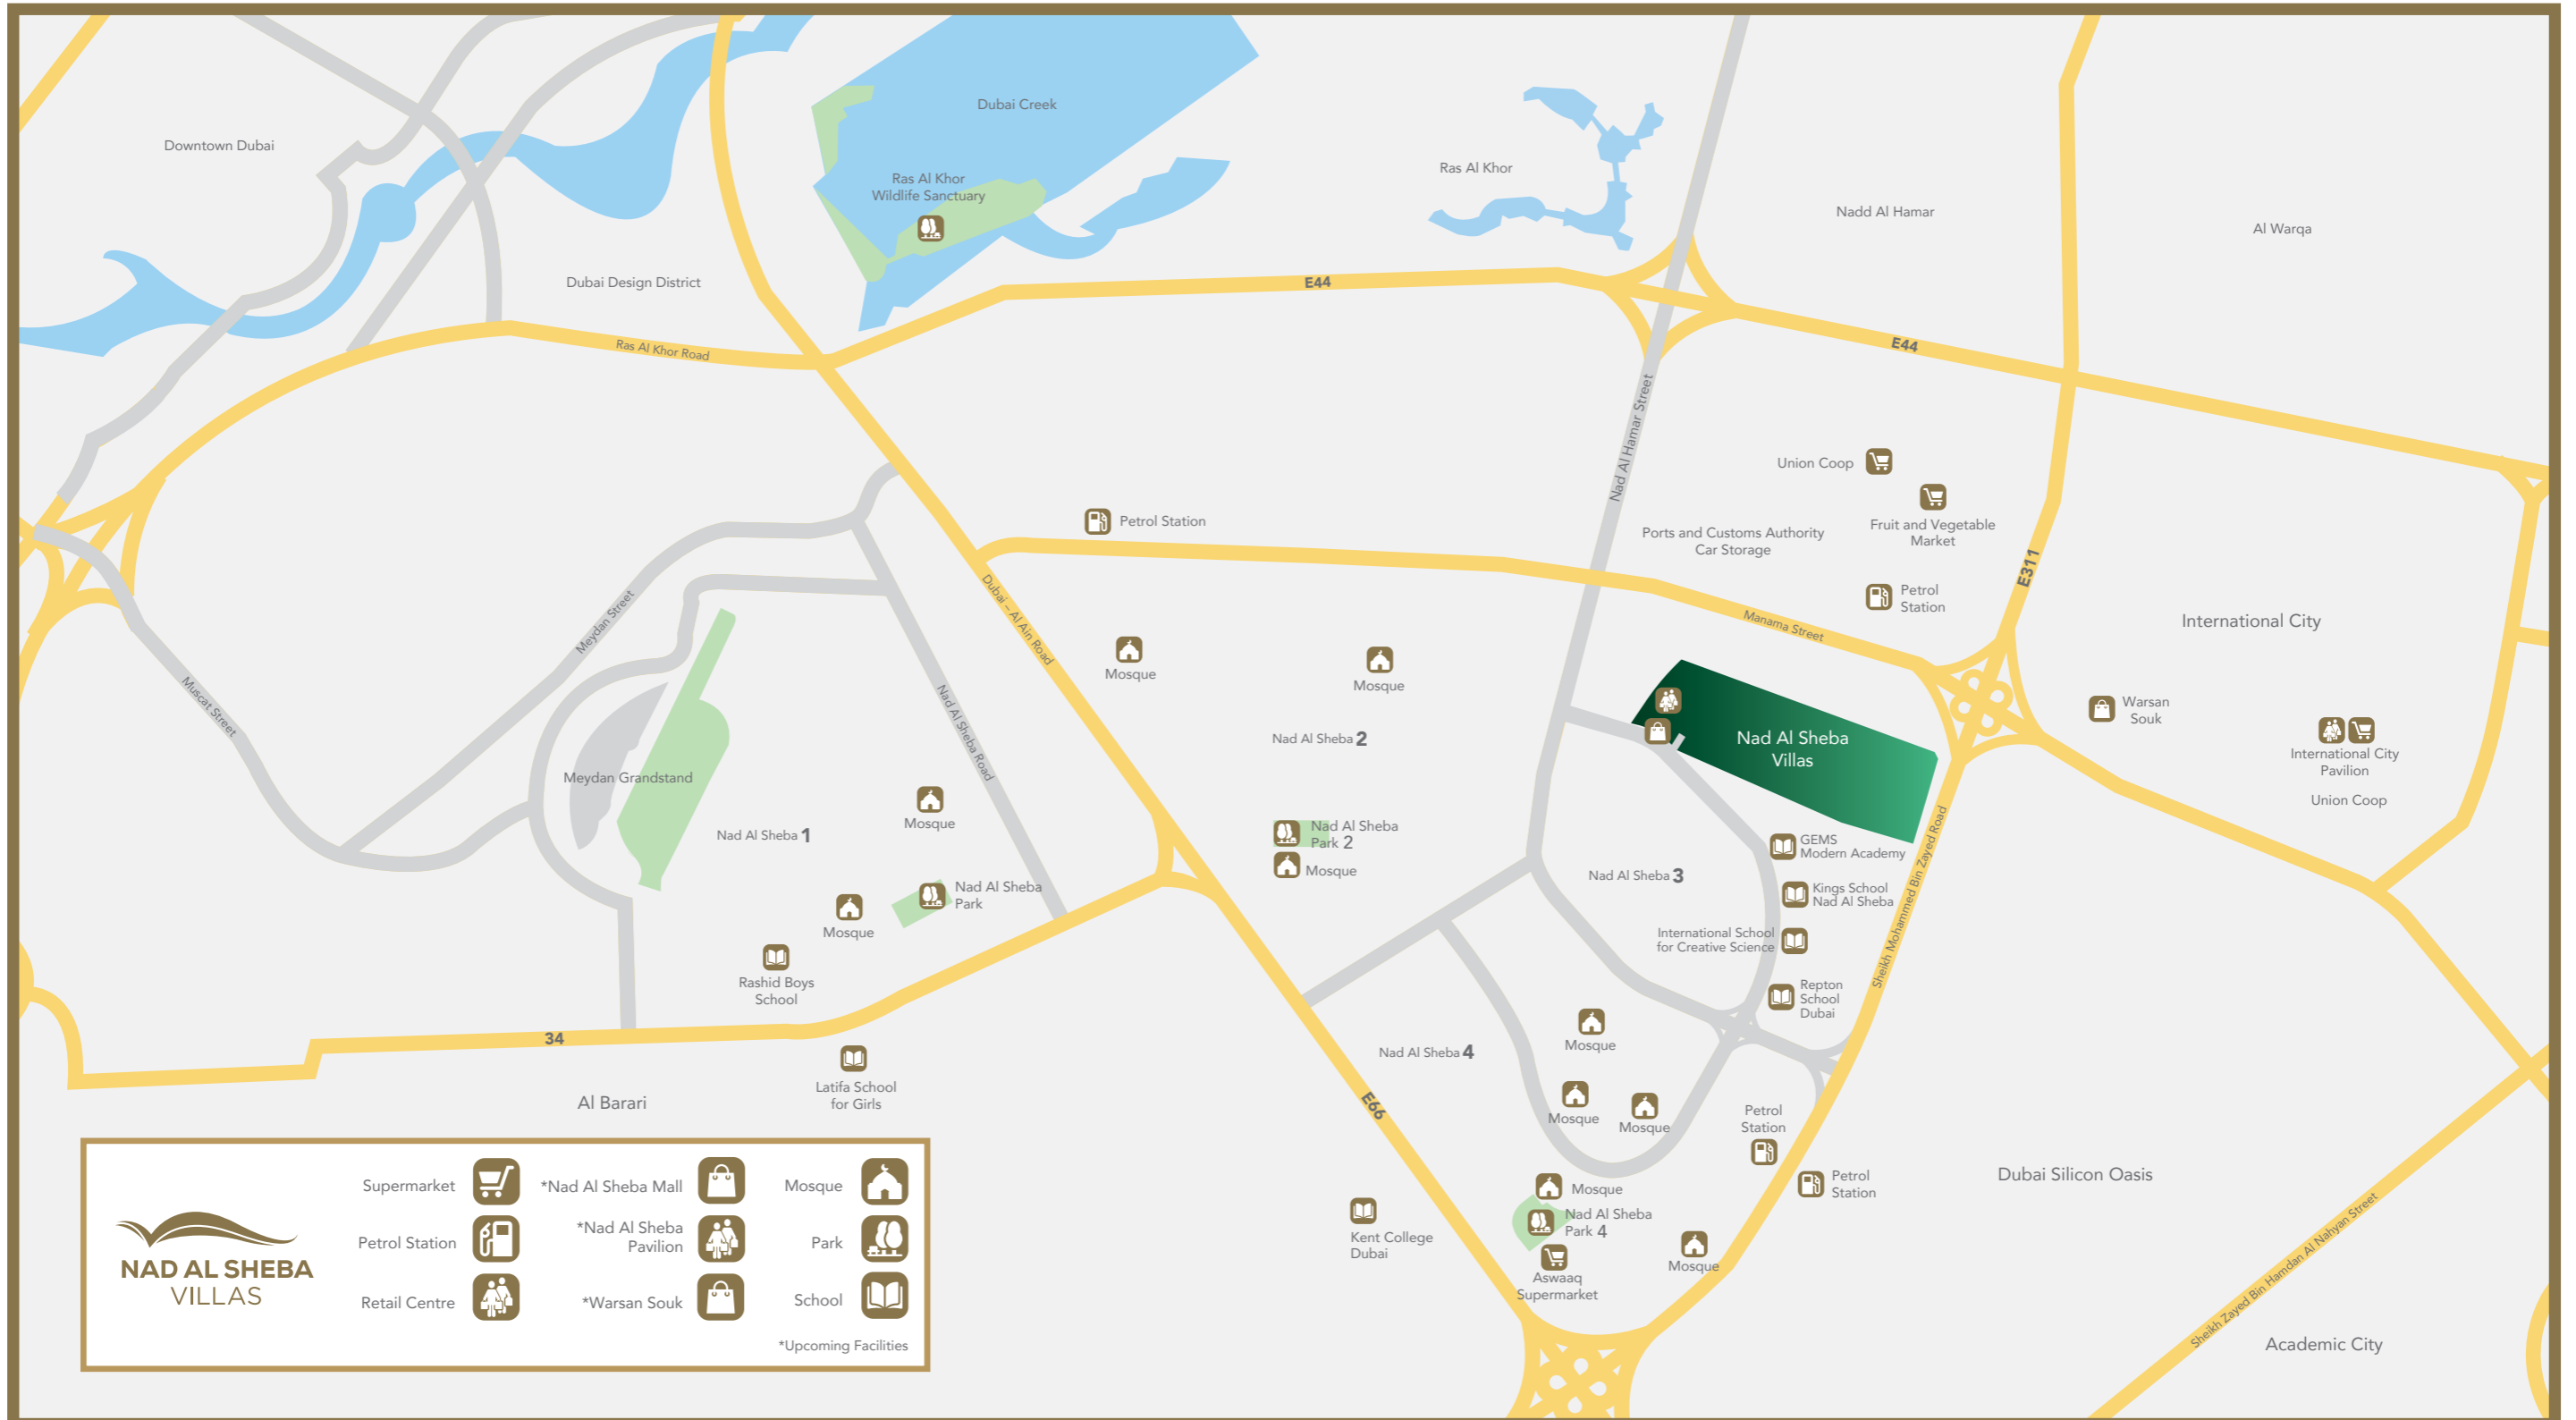 Dubai Creek
Downtown Dubai
Ras Al Khor
Wildlife Sanctuary
Ras Al Khor
Nadd Al Hamar
Al Warqa
Dubai Design District
E44
Ras Al Khor Road
E44
Nad Al Hamar Street
Union Coop
Petrol Station
Fruit and Vegetable
Market
Ports and Customs Authority
Car Storage
E311
Petrol
Station
Meydan Street
Dubai – Al Ain Road
Manama Street
International City
Mosque
Mosque
Muscat Street
Nad Al Sheba Road
Nad Al Sheba 2
Nad Al Sheba
Villas
Warsan
Souk
International City
Pavilion
Union Coop
Meydan Grandstand
Mosque
Nad Al Sheba 1
Nad Al Sheba
Park 2
Mosque
GEMS
Modern Academy
Sheikh Mohammed Bin Zayed Road
Nad Al Sheba 3
Kings School
Nad Al Sheba
Nad Al Sheba
Park
Mosque
International School
for Creative Science
Rashid Boys
School
Repton
School
Dubai
34
Mosque
Nad Al Sheba 4
Latifa School
for Girls
Al Barari
E66
Mosque
Mosque
Petrol
Station
Petrol
Station
Dubai Silicon Oasis
Mosque
Nad Al Sheba
Park 4
Kent College
Dubai
Mosque
Aswaaq
Supermarket
Sheikh Zayed Bin Hamdan Al Nahyan Street
Academic City
NAD AL SHEBA
VILLAS
Supermarket
*Nad Al Sheba Mall
Mosque
Petrol Station
*Nad Al Sheba
Pavilion
Park
Retail Centre
*Warsan Souk
School
*Upcoming Facilities